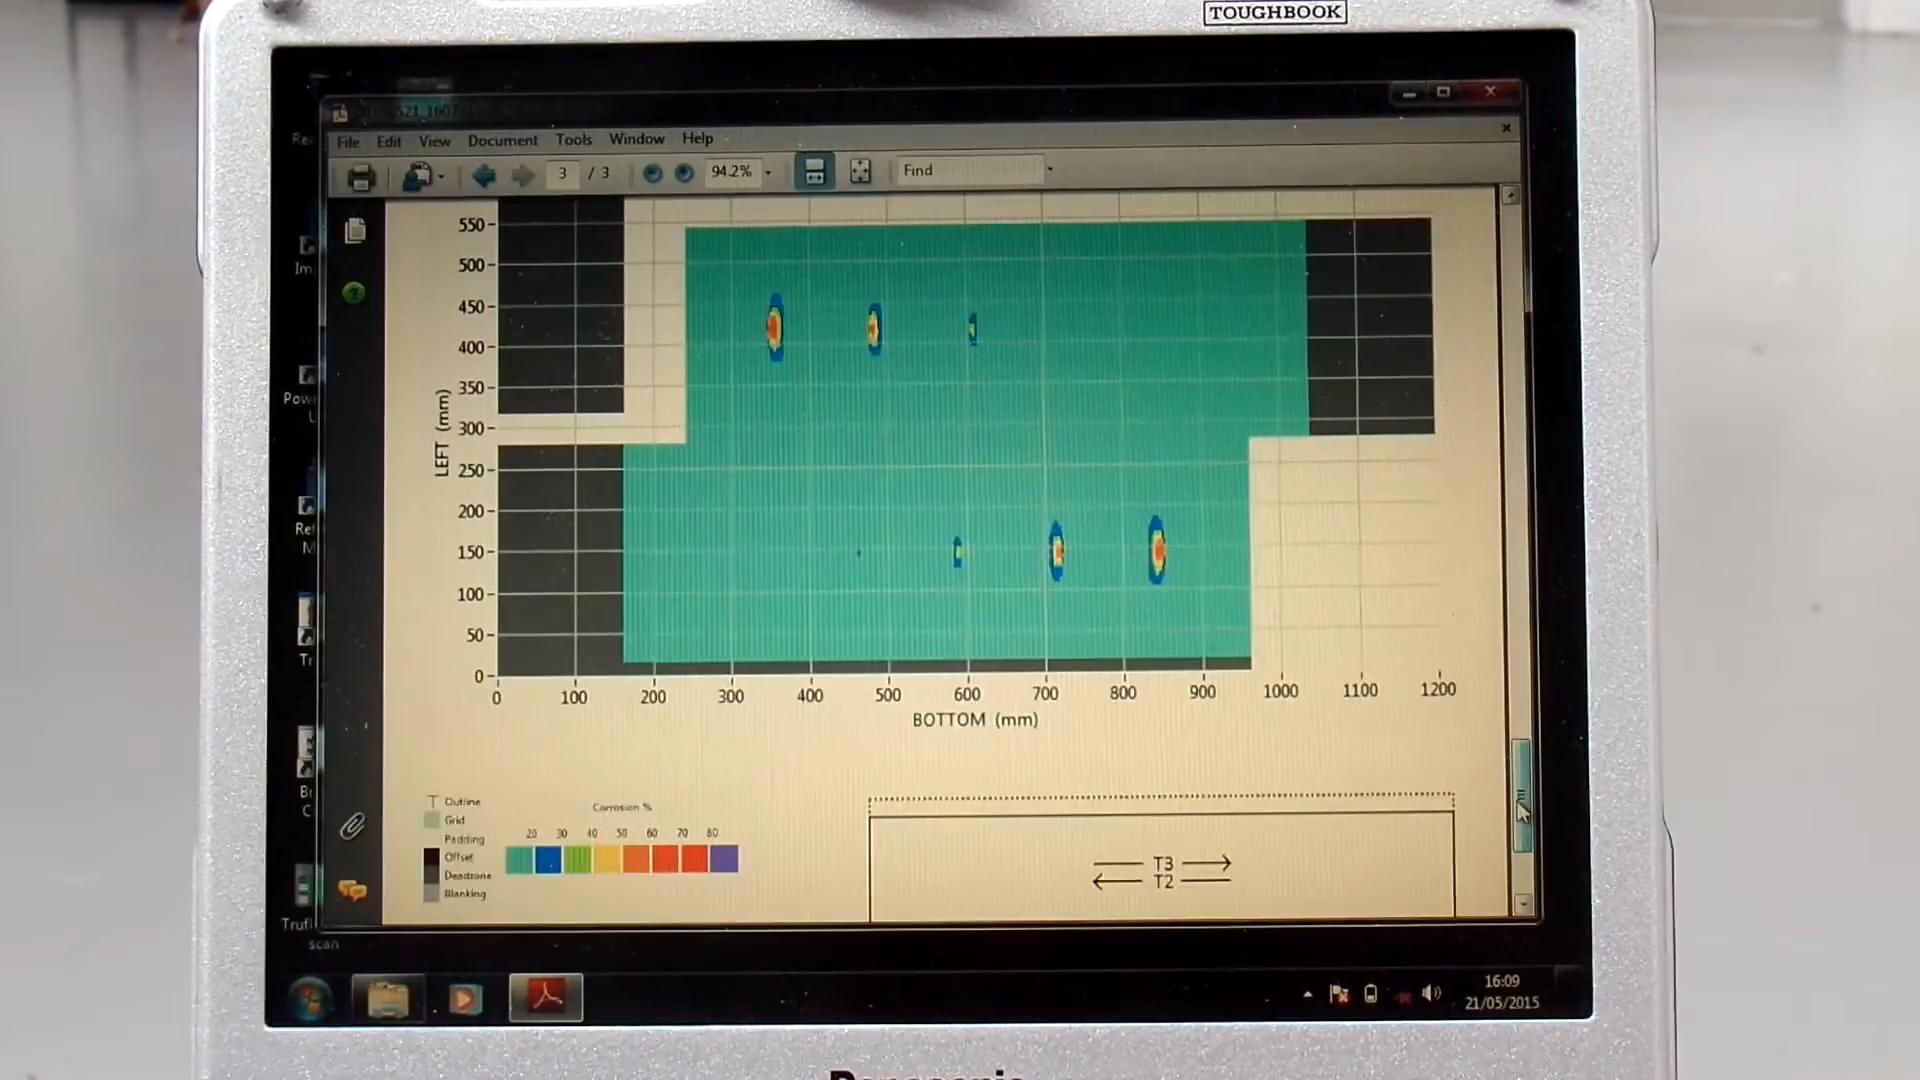 TOUGHBOOK
File Edit View Document Tools Window Help
3 / 3 94.2% Find
550
500
450
400
350
300
250
200
150
100
50
0
LEFT (mm)
0 100 200 300 400 500 600 700 800 900 1000 1100 1200
BOTTOM (mm)
Outline
Grid
Padding
Offset
Deadzone
Blanking
Corrosion %
20 30 40 50 60 70 80
T3
T2
scan
16:09
21/05/2015
Panasonic